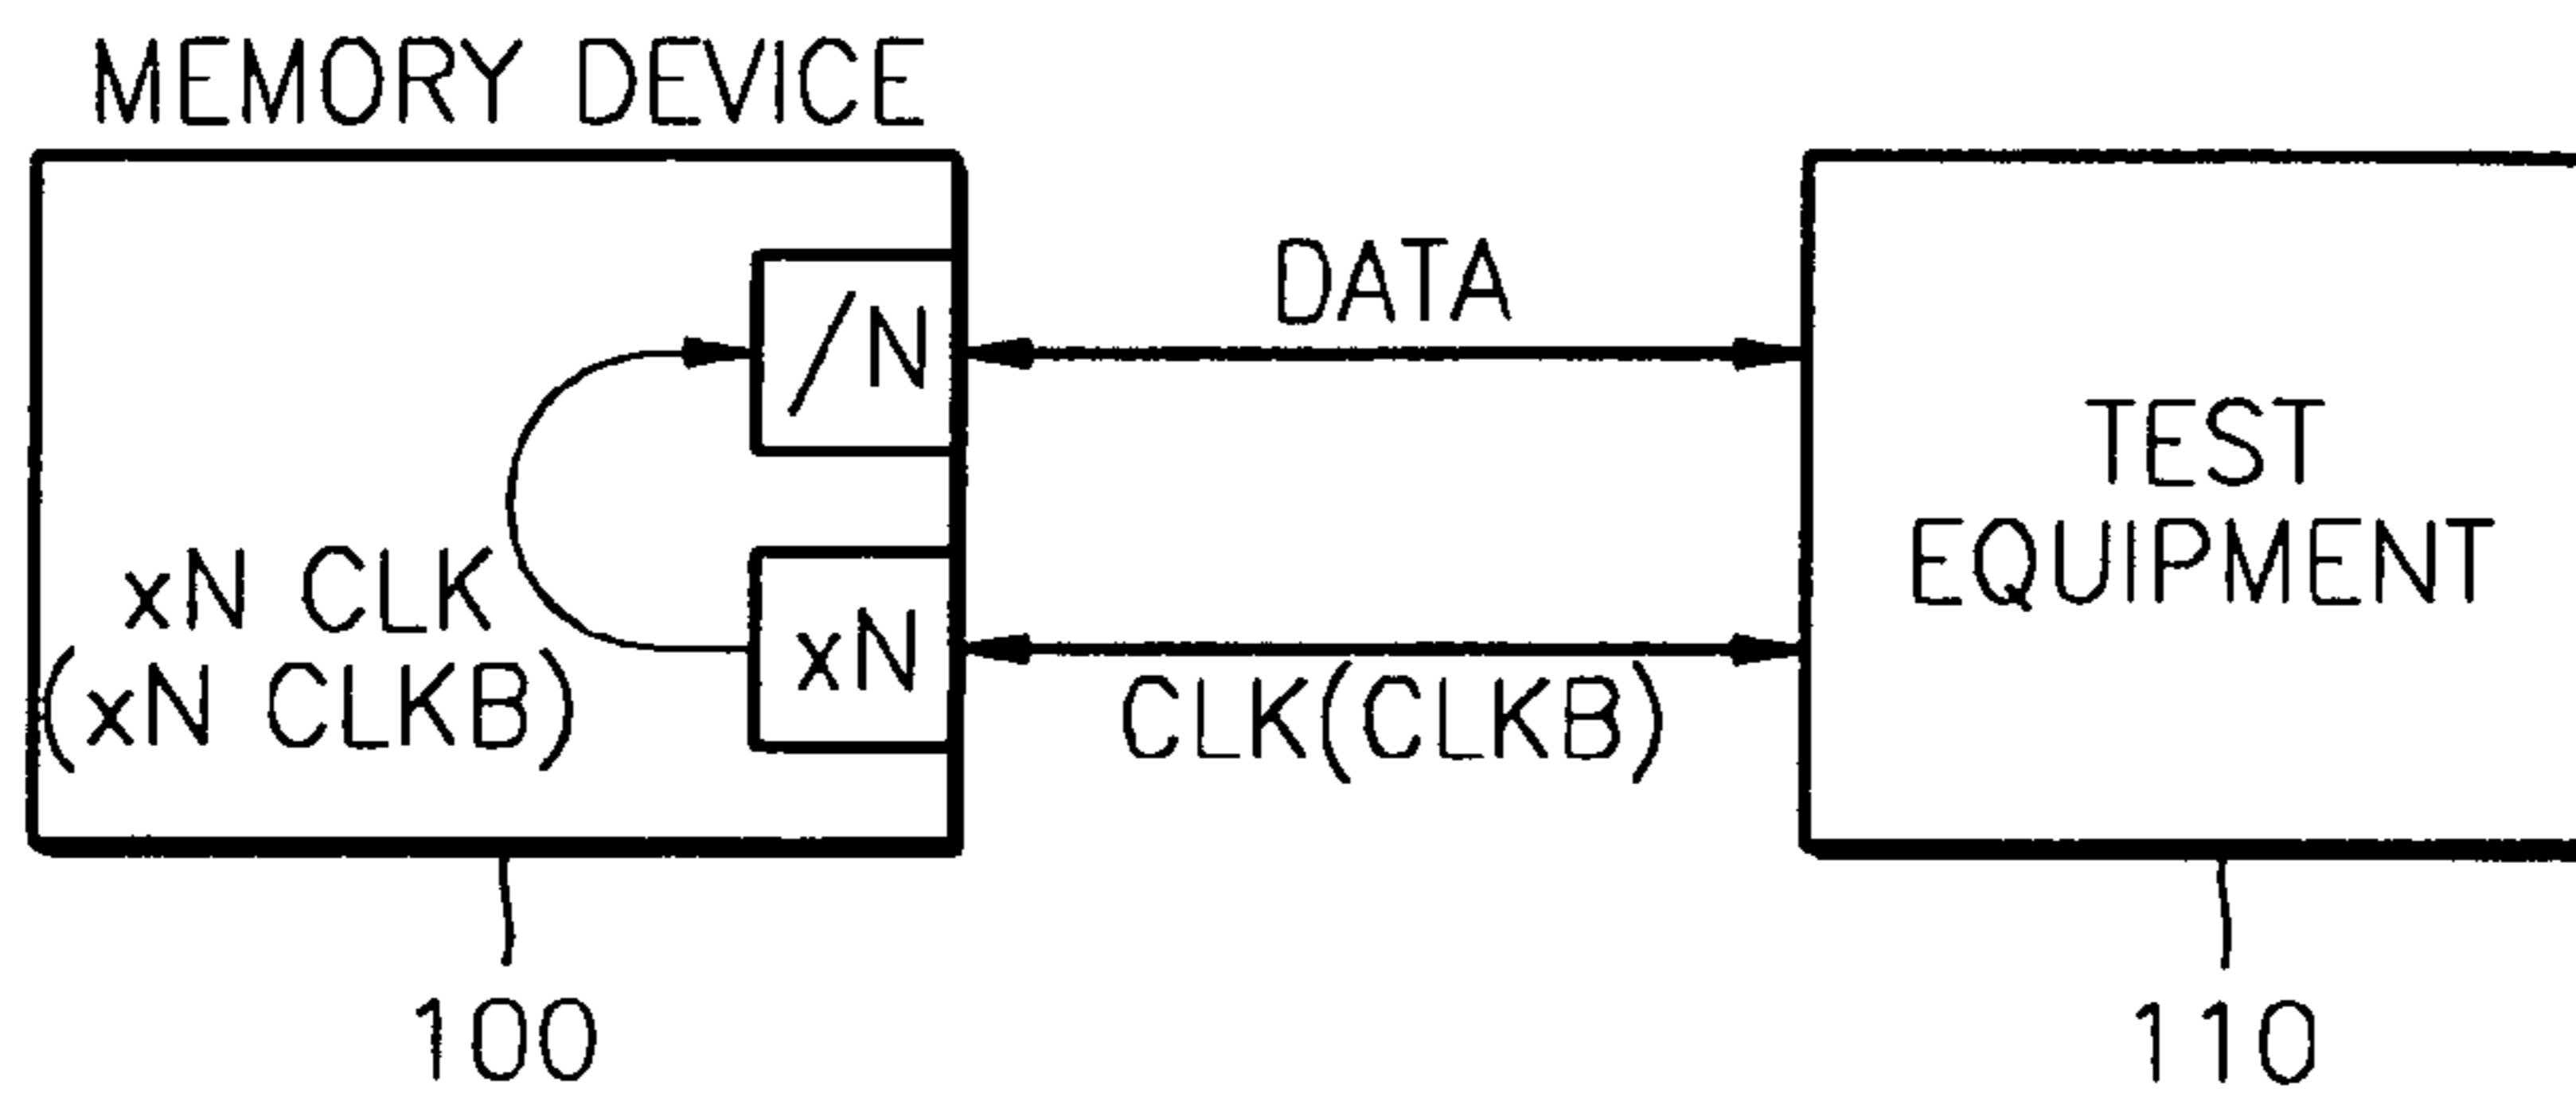 MEMORY DEVICE
/N
DATA
TEST
EQUIPMENT
xN CLK
(xN CLKB)
xN
CLK(CLKB)
100
110